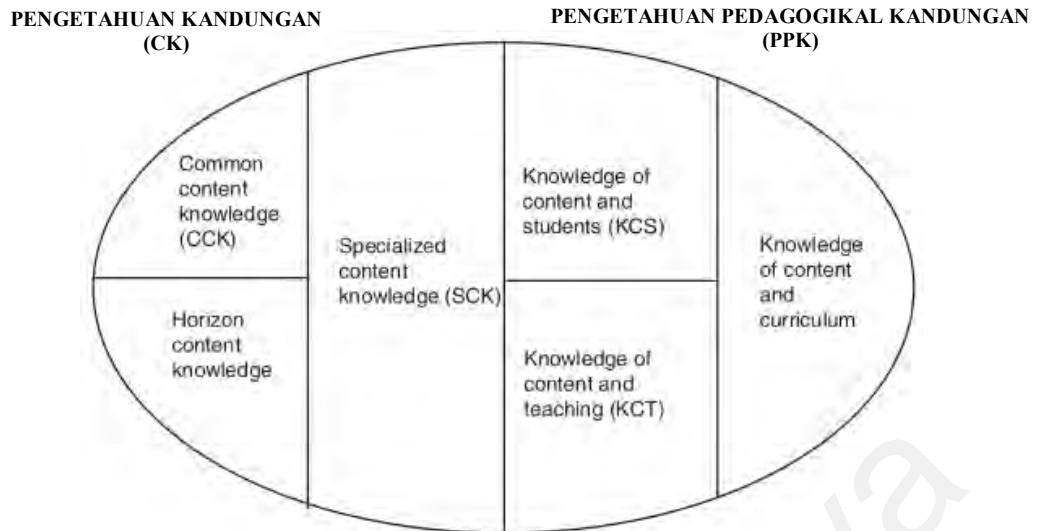 PENGETAHUAN KANDUNGAN
(CK)
PENGETAHUAN PEDAGOGIKAL KANDUNGAN
(PPK)
Common
content
knowledge
(CCK)
Horizon
content
knowledge
Specialized
content
knowledge (SCK)
Knowledge of
content and
students (KCS)
Knowledge of
content and
teaching (KCT)
Knowledge
of content
and
curriculum